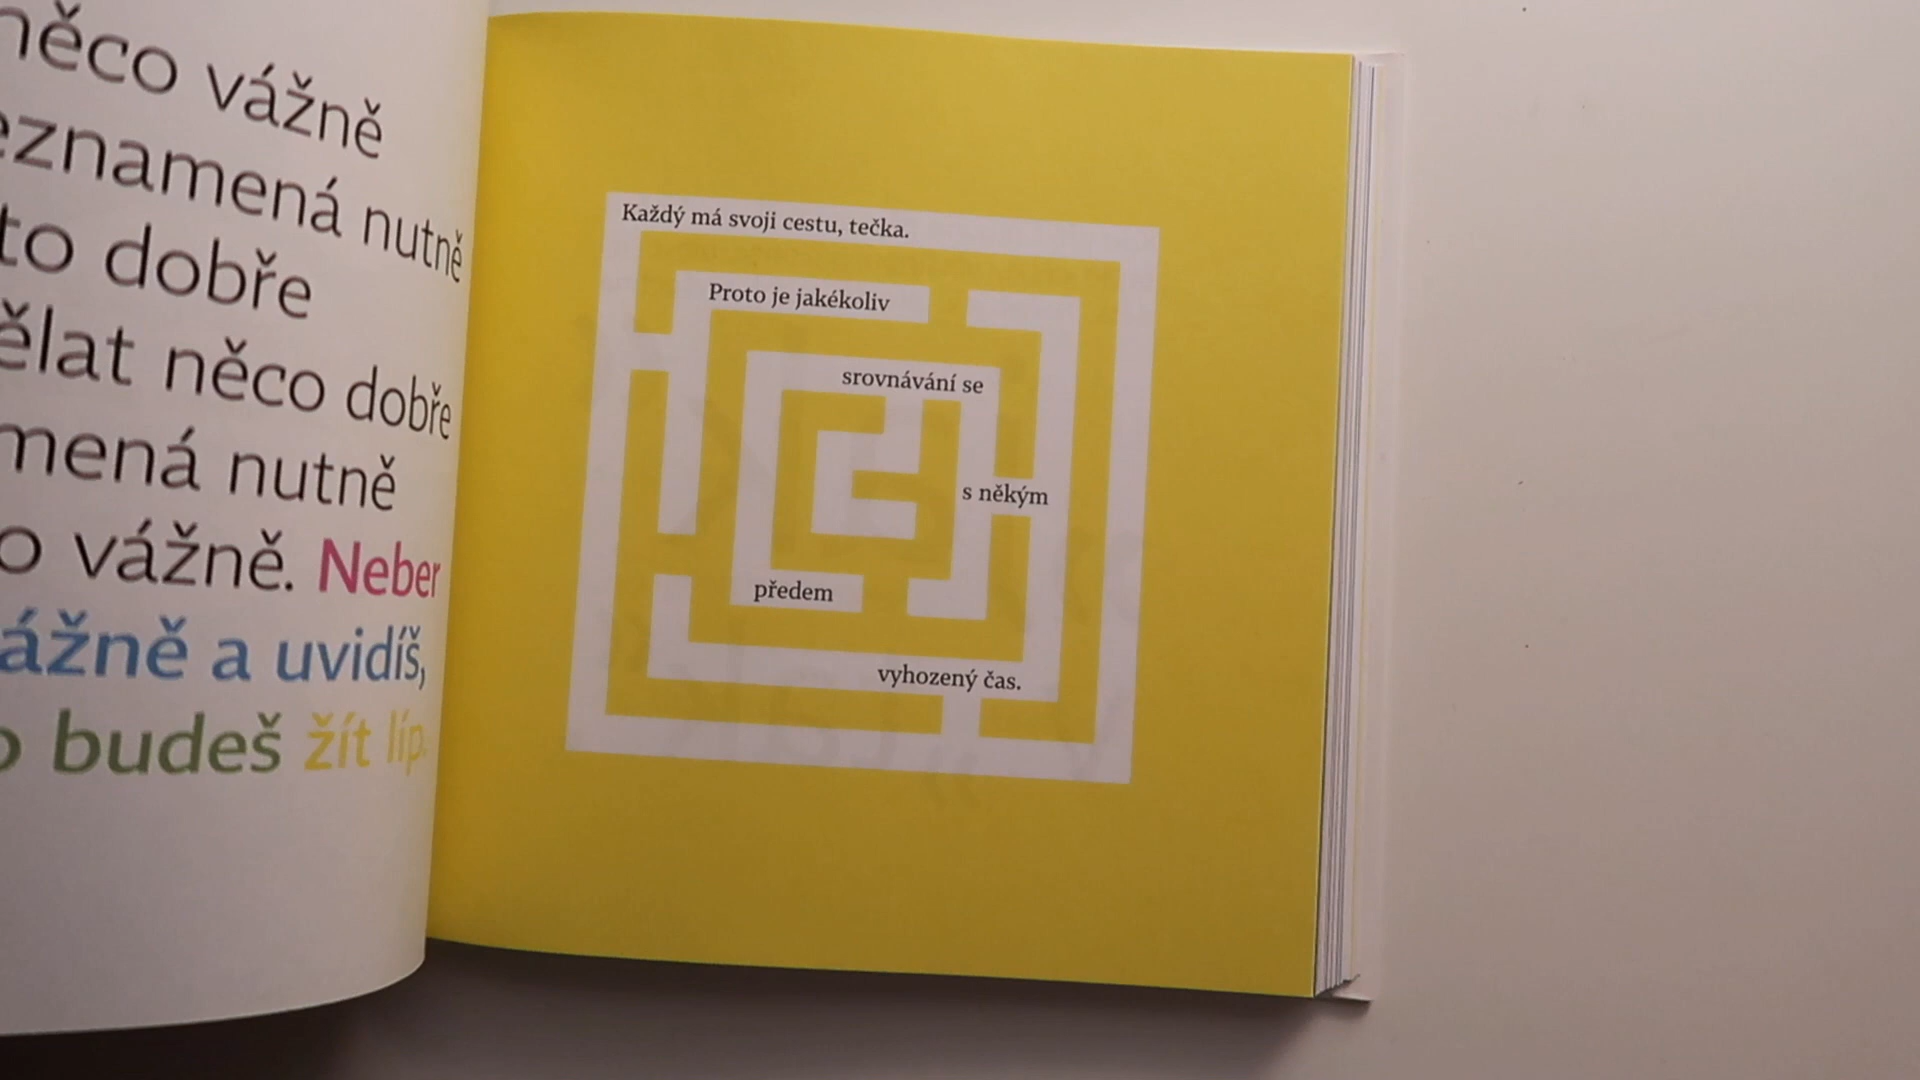 něco vážně
znamená nutně
to dobře
ělat něco dobře
mená nutně
o vážně. Neber
ážně a uvidíš,
budeš žít líp.
Každý má svoji cestu, tečka.
Proto je jakékoliv
srovnávání se
s někým
předem
vyhozený čas.